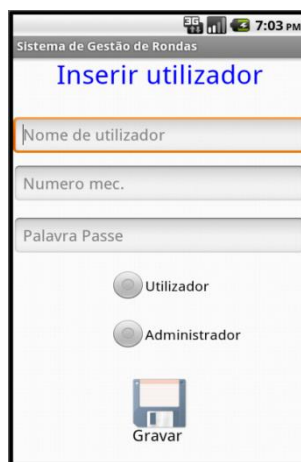 3G 7:03 PM
Sistema de Gestão de Rondas
Inserir utilizador
Nome de utilizador
Numero mec.
Palavra Passe
Utilizador
Administrador
Gravar